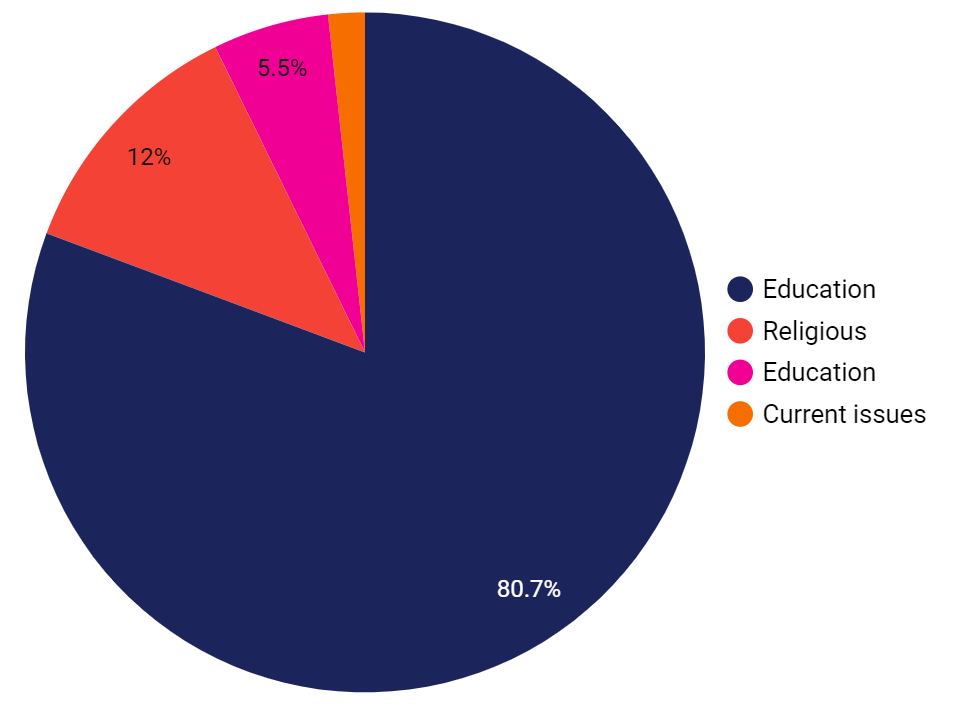 5.5%
12%
Education
Religious
Education
Current issues
80.7%